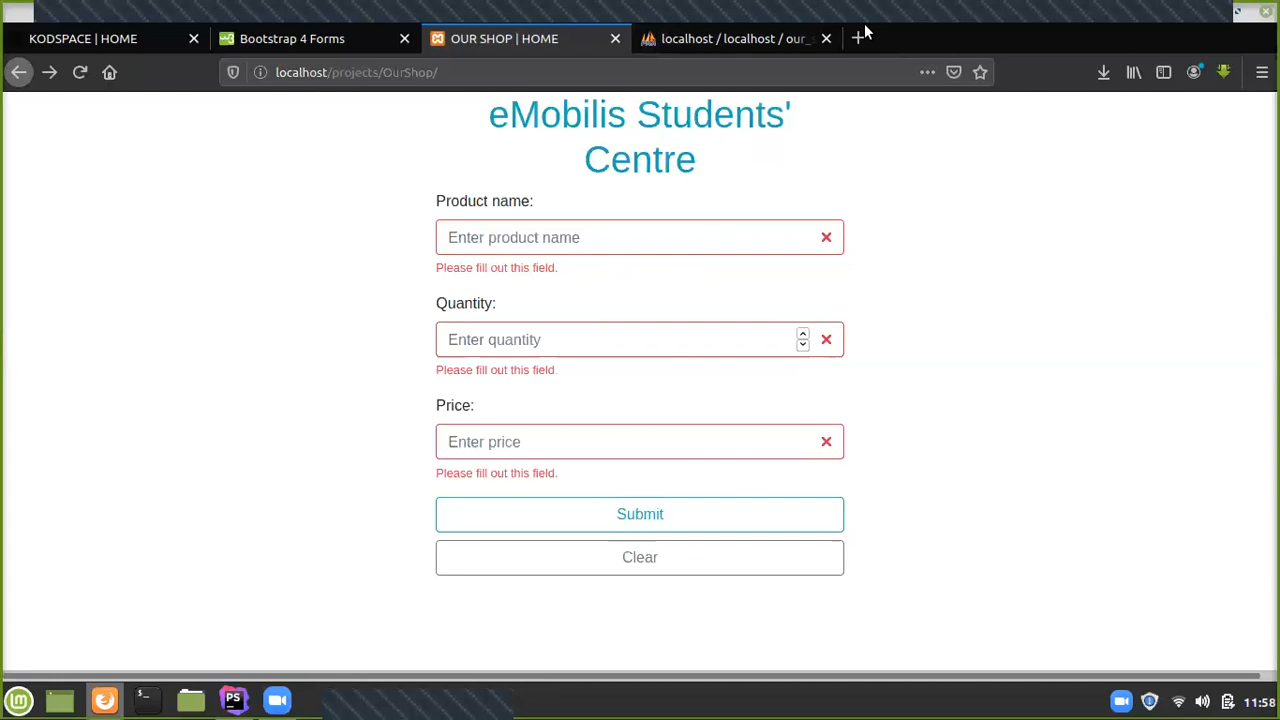 KODSPACE | HOME
Bootstrap 4 Forms
OUR SHOP | HOME
localhost / localhost / our_
localhost/projects/OurShop/
eMobilis Students'
Centre
Product name:
Enter product name
Please fill out this field.
Quantity:
Enter quantity
Please fill out this field.
Price:
Enter price
Please fill out this field.
Submit
Clear
PS
11:58